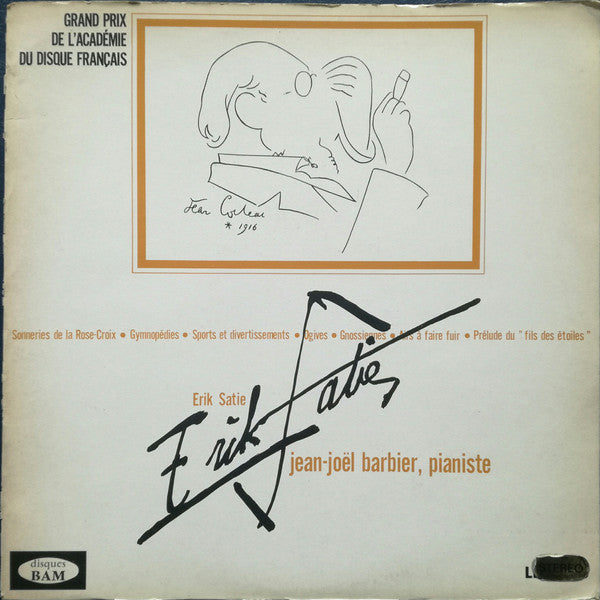 GRAND PRIX
DE L'ACADÉMIE
DU DISQUE FRANÇAIS
Jean Cocteau
* 1916
Sonneries de la Rose-Croix • Gymnopédies • Sports et divertissements • Ogives • Gnossiennes • Airs à faire fuir • Prélude du "fils des étoiles"
Erik Satie
Erik Satie
jean-joël barbier, pianiste
disques
BAM
STEREO